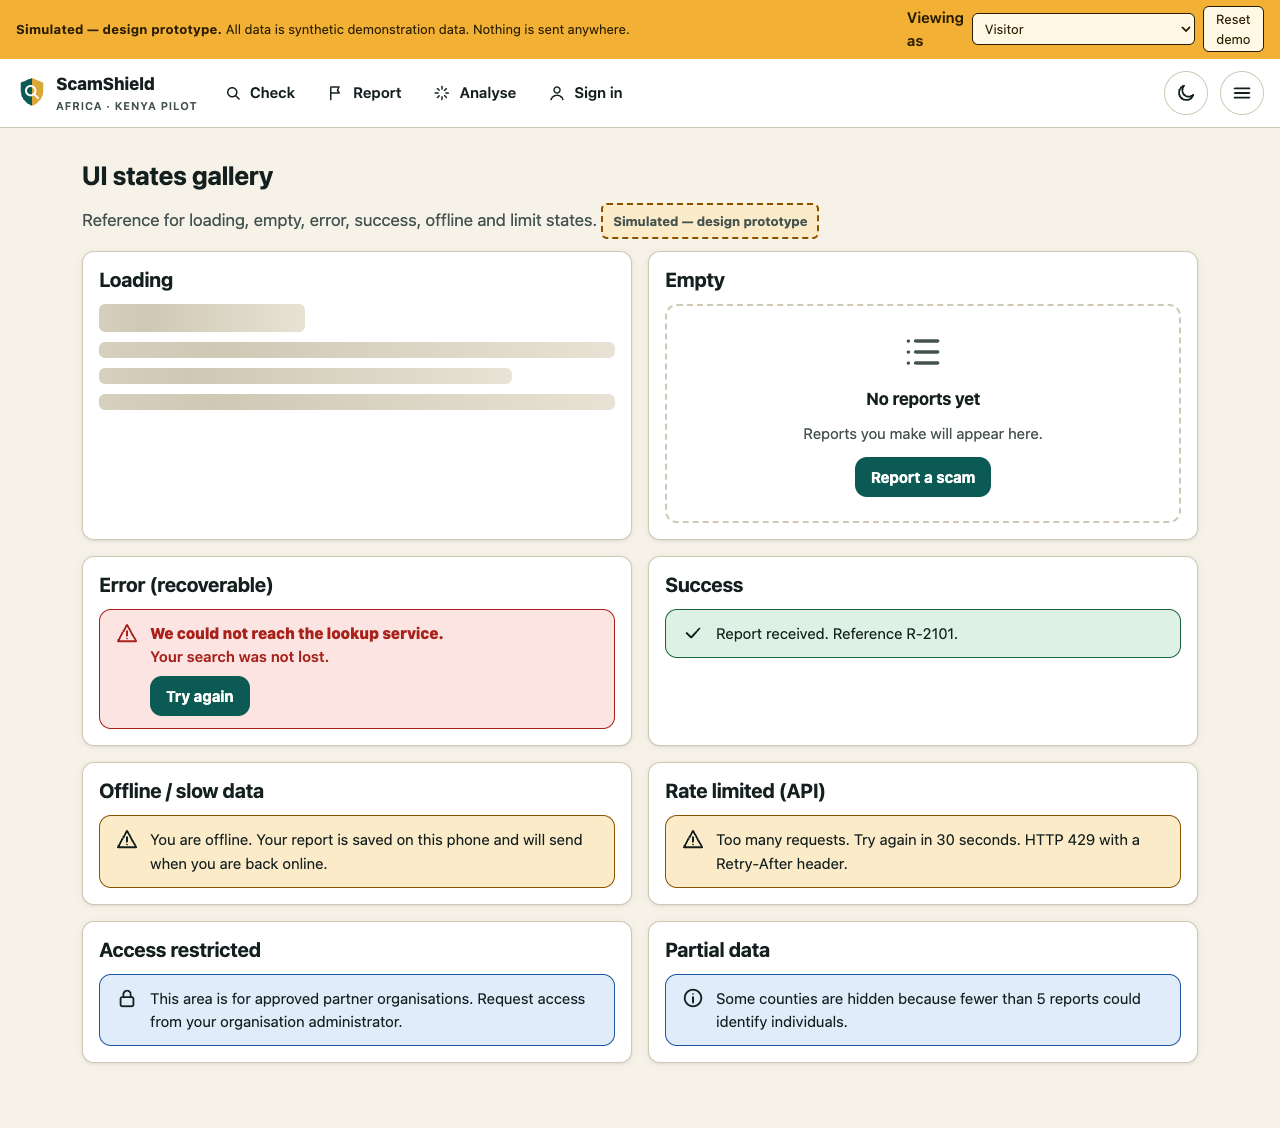 Simulated — design prototype. All data is synthetic demonstration data. Nothing is sent anywhere.
Viewing as
Visitor
Reset demo
ScamShield
AFRICA · KENYA PILOT
Check
Report
Analyse
Sign in
UI states gallery
Reference for loading, empty, error, success, offline and limit states. Simulated — design prototype
Loading
Empty
No reports yet
Reports you make will appear here.
Report a scam
Error (recoverable)
We could not reach the lookup service.
Your search was not lost.
Try again
Success
Report received. Reference R-2101.
Offline / slow data
You are offline. Your report is saved on this phone and will send
when you are back online.
Rate limited (API)
Too many requests. Try again in 30 seconds. HTTP 429 with a
Retry-After header.
Access restricted
This area is for approved partner organisations. Request access
from your organisation administrator.
Partial data
Some counties are hidden because fewer than 5 reports could
identify individuals.